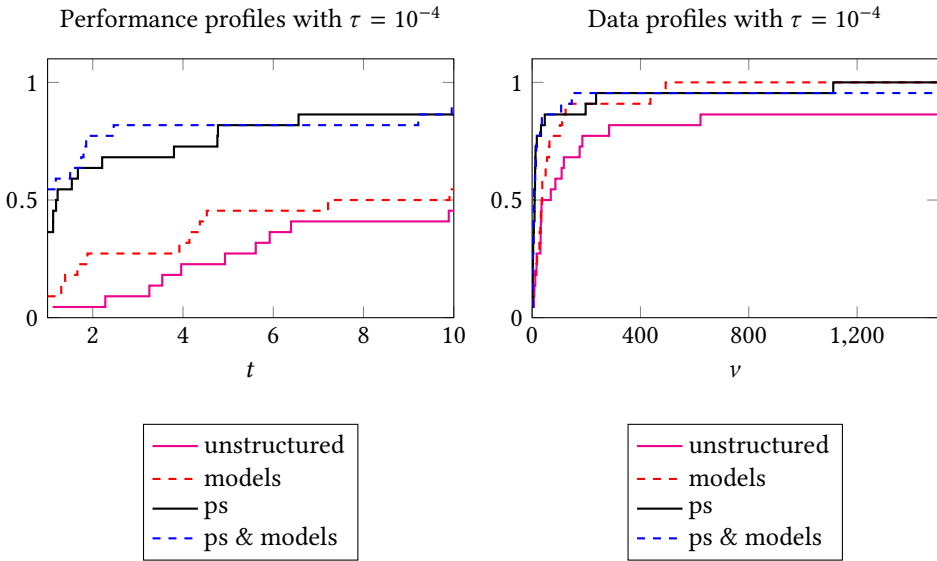 Performance profiles with τ = 10⁻⁴
1
0.5
0
2 4 6 8 10
t
unstructured
models
ps
ps & models
Data profiles with τ = 10⁻⁴
1
0.5
0
0 400 800 1,200
ν
unstructured
models
ps
ps & models